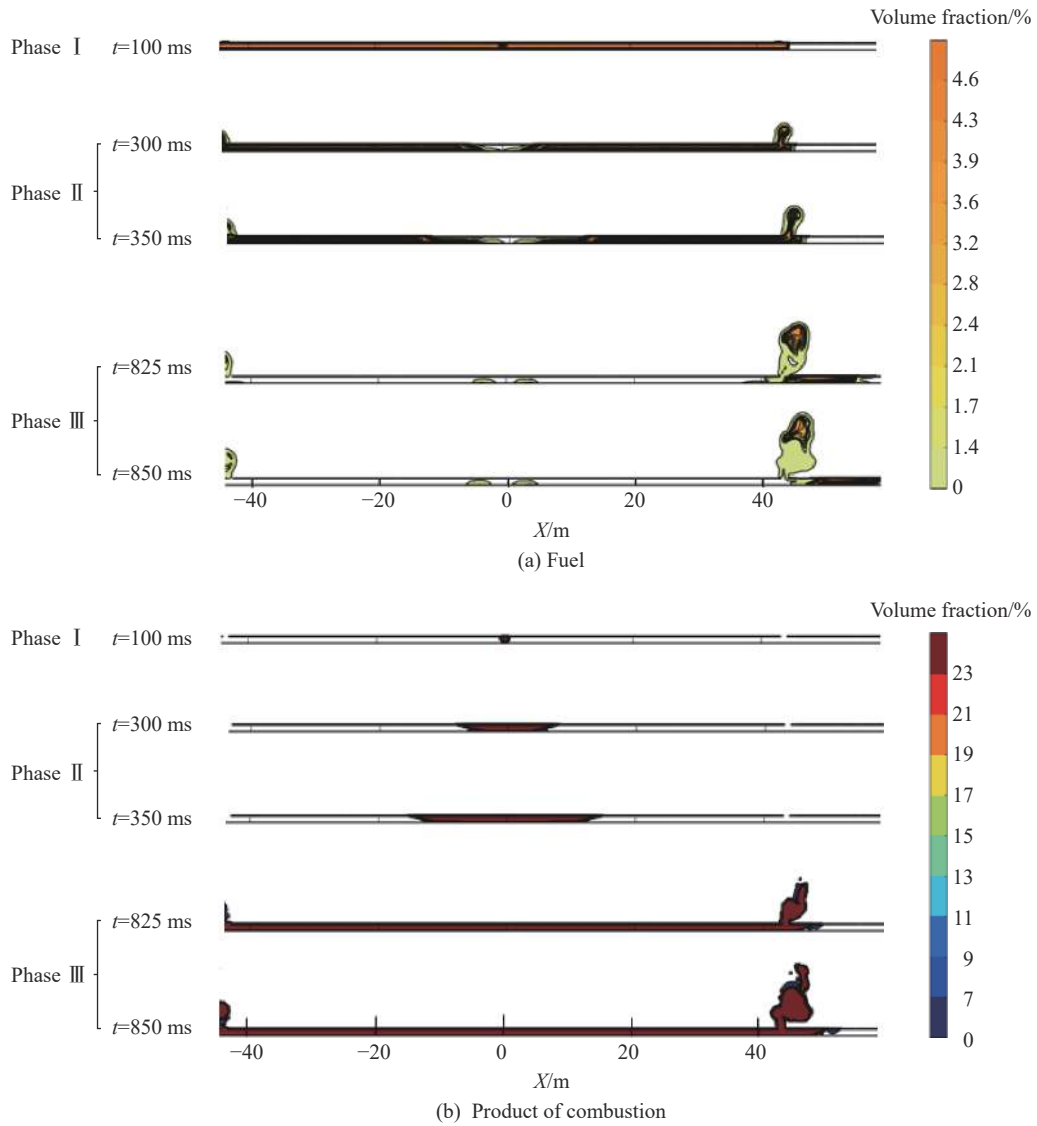 Volume fraction/%
Phase Ⅰ t=100 ms
4.6
4.3
t=300 ms
3.9
Phase Ⅱ
3.6
t=350 ms
3.2
2.8
2.4
t=825 ms
2.1
Phase Ⅲ
1.7
1.4
t=850 ms
0
−40 −20 0 20 40
X/m
(a) Fuel
Volume fraction/%
Phase Ⅰ t=100 ms
23
21
t=300 ms
19
Phase Ⅱ
17
15
t=350 ms
13
11
t=825 ms
9
Phase Ⅲ
7
t=850 ms
0
−40 −20 0 20 40
X/m
(b) Product of combustion